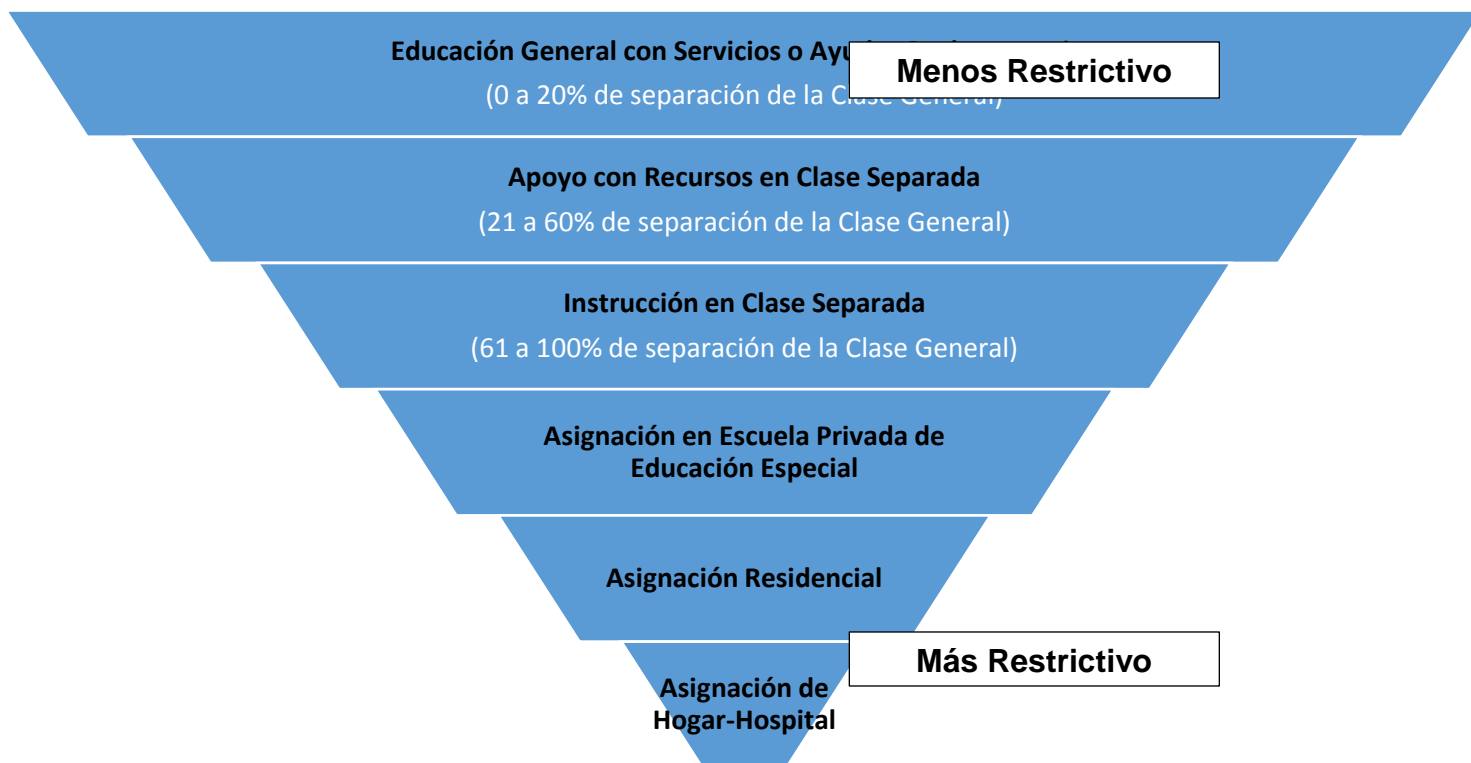 Educación General con Servicios o
Menos Restrictivo
(0 a 20% de separación de la Clase General)
Apoyo con Recursos en Clase Separada
(21 a 60% de separación de la Clase General)
Instrucción en Clase Separada
(61 a 100% de separación de la Clase General)
Asignación en Escuela Privada de
Educación Especial
Asignación Residencial
Más Restrictivo
Asignación de
Hogar-Hospital